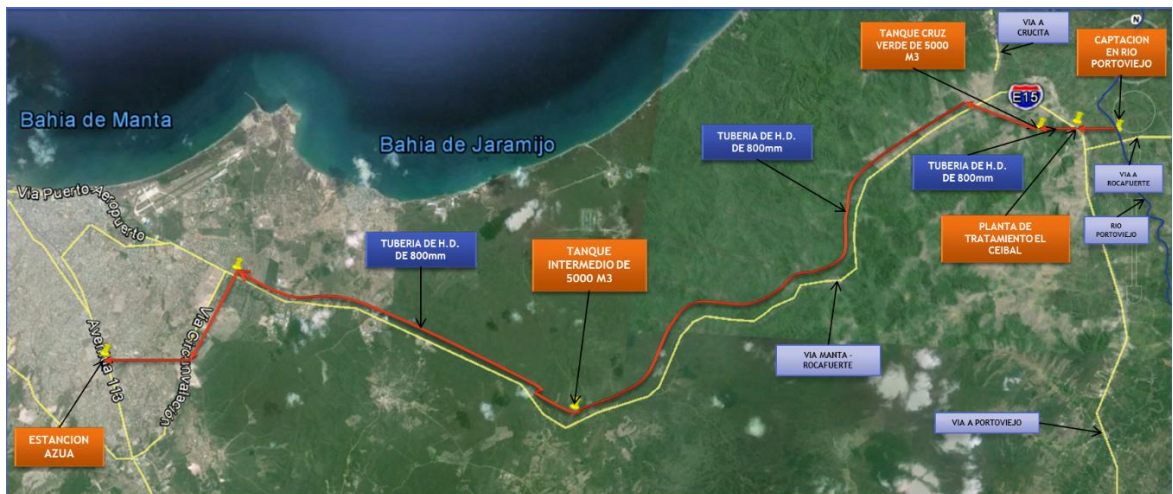 VIA A
CRUCITA
N
TANQUE CRUZ
VERDE DE 5000
M3
CAPTACION
EN RIO
PORTOVIEJO
E15
Bahia de Manta
Bahia de Jaramijo
TUBERIA DE H.D.
DE 800mm
TUBERIA DE H.D.
DE 800mm
VIA A
ROCAFUERTE
Via Puerto-Aeropuerto
RIO
PORTOVIEJO
PLANTA DE
TRATAMIENTO EL
CEIBAL
TUBERIA DE H.D.
DE 800mm
TANQUE
INTERMEDIO DE
5000 M3
Avenida 113
Via Circunvalación
VIA MANTA -
ROCAFUERTE
ESTANCION
AZUA
VIA A PORTOVIEJO